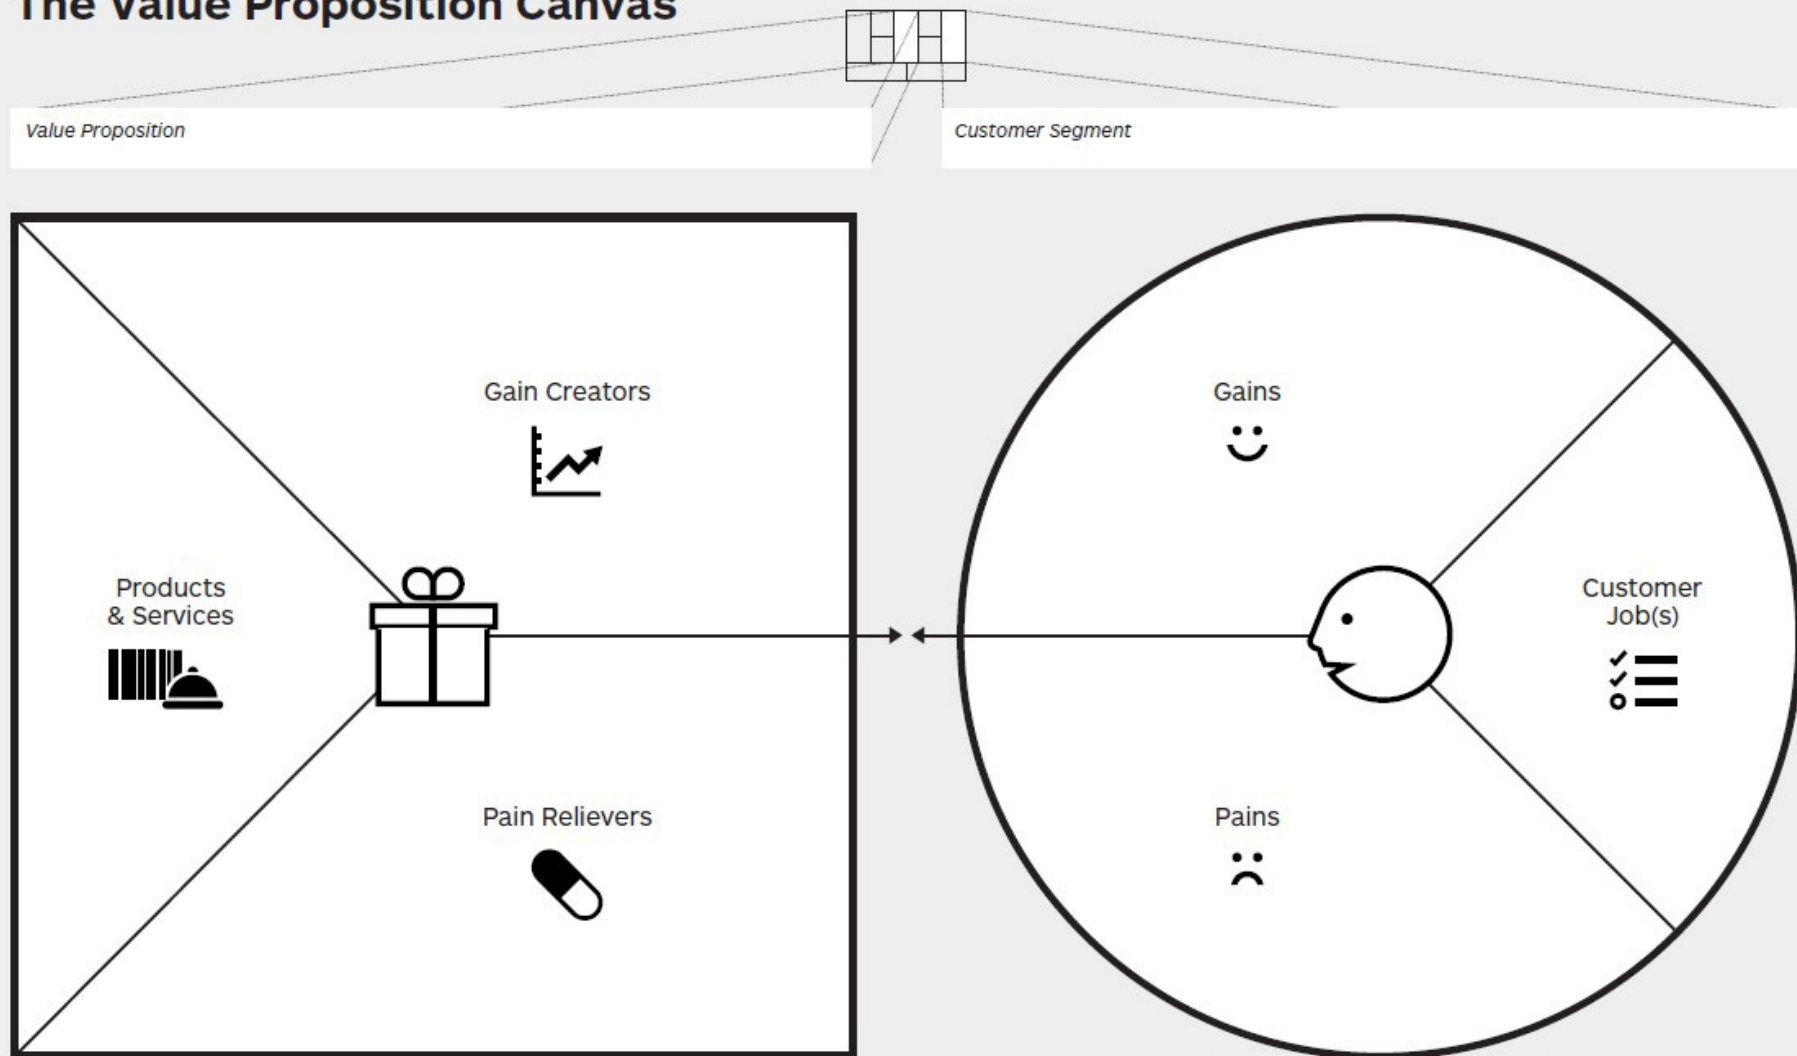 The Value Proposition Canvas
Value Proposition
Customer Segment
Gain Creators
Gains
Products
& Services
Customer
Job(s)
Pain Relievers
Pains